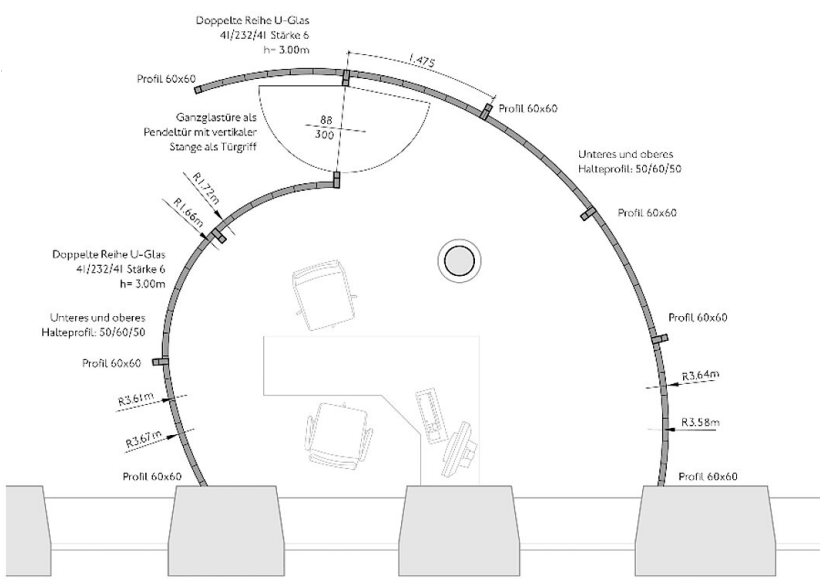 Doppelte Reihe U-Glas
41/232/41 Stärke 6
h= 3.00m
1.475
Profil 60x60
Profil 60x60
Ganzglastüre als
Pendeltür mit vertikaler
Stange als Türgriff
88
300
Unteres und oberes
Halteprofil: 50/60/50
R1.72m
R1.66m
Profil 60x60
Doppelte Reihe U-Glas
41/232/41 Stärke 6
h= 3.00m
Unteres und oberes
Halteprofil: 50/60/50
Profil 60x60
Profil 60x60
R3.64m
R3.61m
R3.58m
R3.67m
Profil 60x60
Profil 60x60